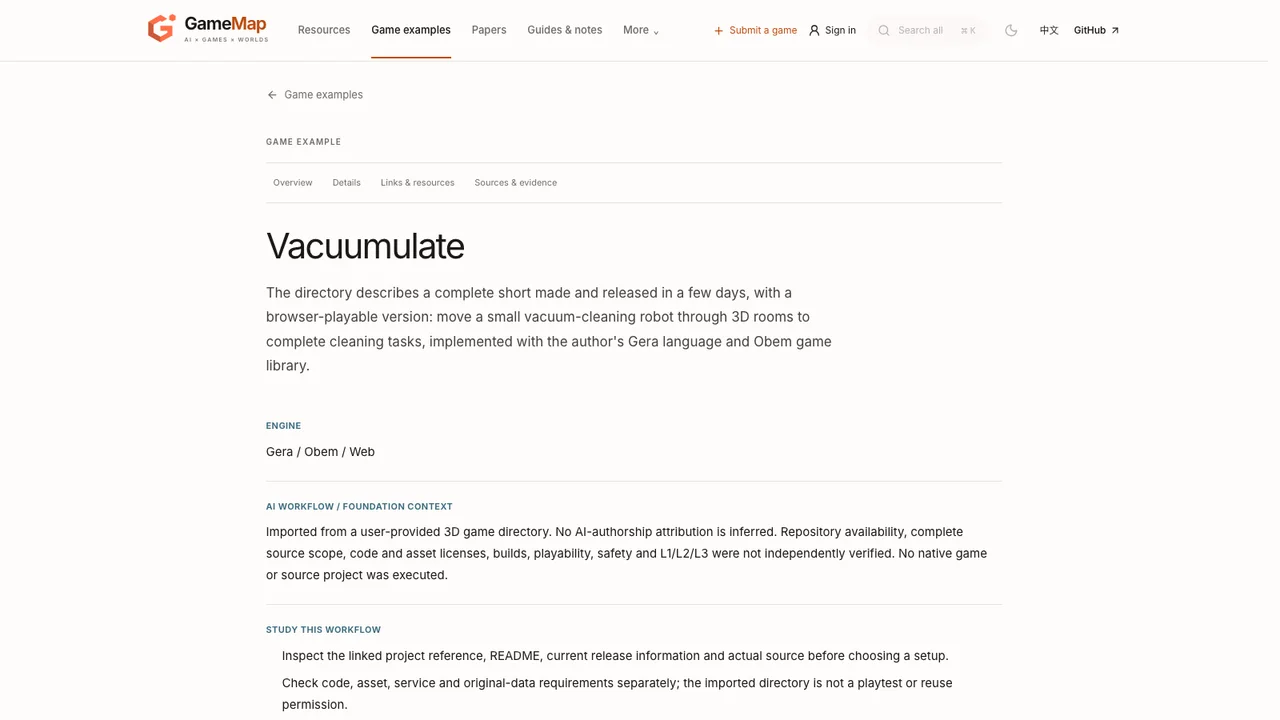 GameMap
AI × GAMES × WORLDS
Resources
Game examples
Papers
Guides & notes
More
+ Submit a game
Sign in
Search all
⌘ K
中文
GitHub ↗
← Game examples
GAME EXAMPLE
Overview
Details
Links & resources
Sources & evidence
Vacuumulate
The directory describes a complete short made and released in a few days, with a
browser-playable version: move a small vacuum-cleaning robot through 3D rooms to
complete cleaning tasks, implemented with the author's Gera language and Obem game
library.
ENGINE
Gera / Obem / Web
AI WORKFLOW / FOUNDATION CONTEXT
Imported from a user-provided 3D game directory. No AI-authorship attribution is inferred. Repository availability, complete
source scope, code and asset licenses, builds, playability, safety and L1/L2/L3 were not independently verified. No native game
or source project was executed.
STUDY THIS WORKFLOW
Inspect the linked project reference, README, current release information and actual source before choosing a setup.
Check code, asset, service and original-data requirements separately; the imported directory is not a playtest or reuse
permission.